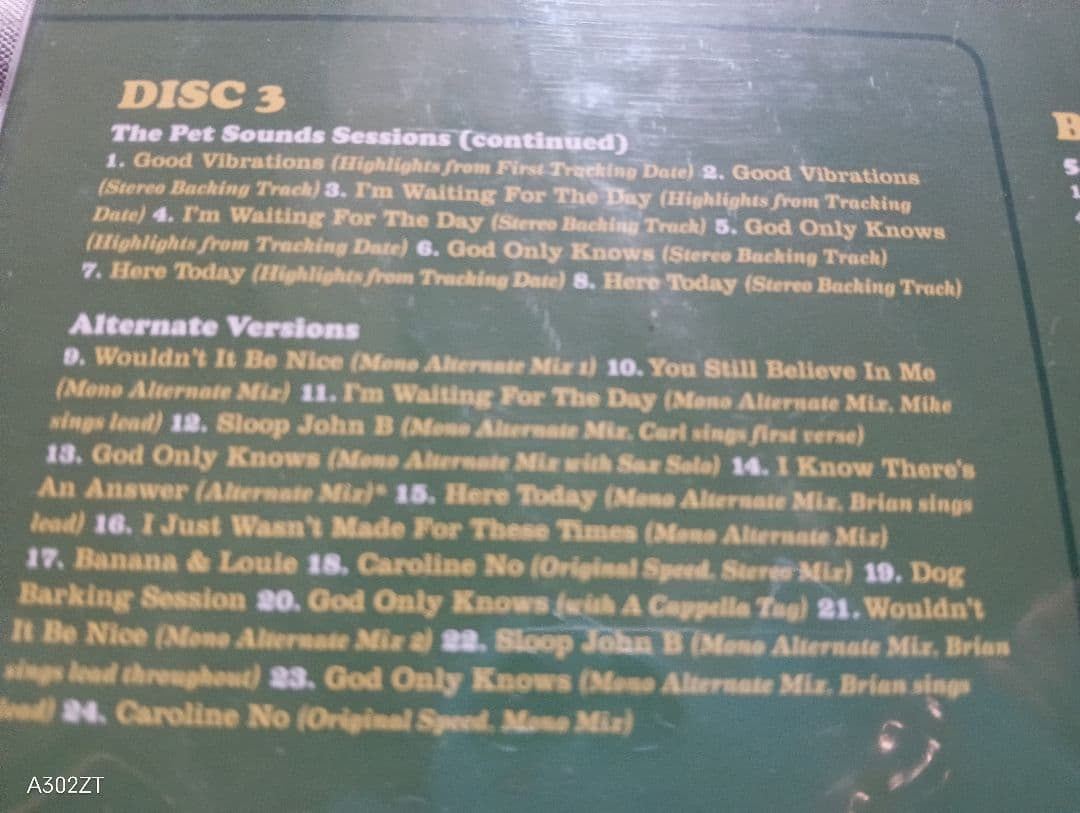 DISC 3
The Pet Sounds Sessions (continued)
1. Good Vibrations (Highlights from First Tracking Date) 2. Good Vibrations
(Stereo Backing Track) 3. I'm Waiting For The Day (Highlights from Tracking
Date) 4. I'm Waiting For The Day (Stereo Backing Track) 5. God Only Knows
(Highlights from Tracking Date) 6. God Only Knows (Stereo Backing Track)
7. Here Today (Highlights from Tracking Date) 8. Here Today (Stereo Backing Track)
Alternate Versions
9. Wouldn't It Be Nice (Mono Alternate Mix 1) 10. You Still Believe In Me
(Mono Alternate Mix) 11. I'm Waiting For The Day (Mono Alternate Mix, Mike
sings lead) 12. Sloop John B (Mono Alternate Mix, Carl sings first verse)
13. God Only Knows (Mono Alternate Mix with Sax Solo) 14. I Know There's
An Answer (Alternate Mix)* 15. Here Today (Mono Alternate Mix, Brian sings
lead) 16. I Just Wasn't Made For These Times (Mono Alternate Mix)
17. Banana & Louie 18. Caroline No (Original Speed, Stereo Mix) 19. Dog
Barking Session 20. God Only Knows (with A Cappella Tag) 21. Wouldn't
It Be Nice (Mono Alternate Mix 2) 22. Sloop John B (Mono Alternate Mix, Brian
sings lead throughout) 23. God Only Knows (Mono Alternate Mix, Brian sings
lead) 24. Caroline No (Original Speed, Mono Mix)
B
S
1
4
A302ZT